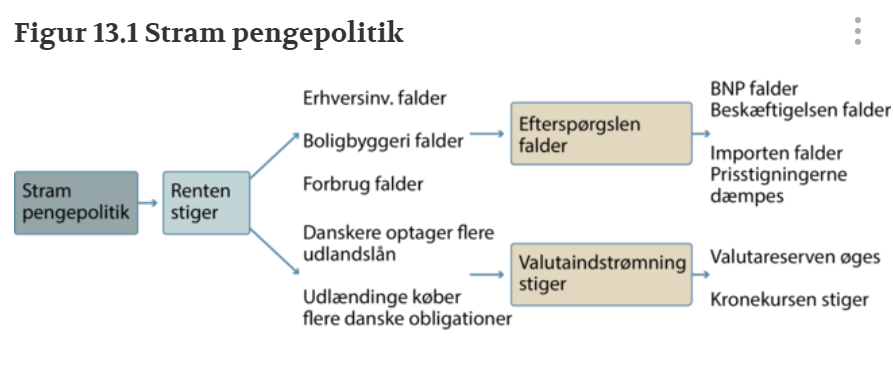 Figur 13.1 Stram pengepolitik
Stram
pengepolitik
Renten
stiger
Erhversinv. falder
Boligbyggeri falder
Forbrug falder
Efterspørgslen
falder
BNP falder
Beskæftigelsen falder
Importen falder
Prisstigningerne
dæmpes
Danskere optager flere
udlandslån
Udlændinge køber
flere danske obligationer
Valutaindstrømning
stiger
Valutareserven øges
Kronekursen stiger